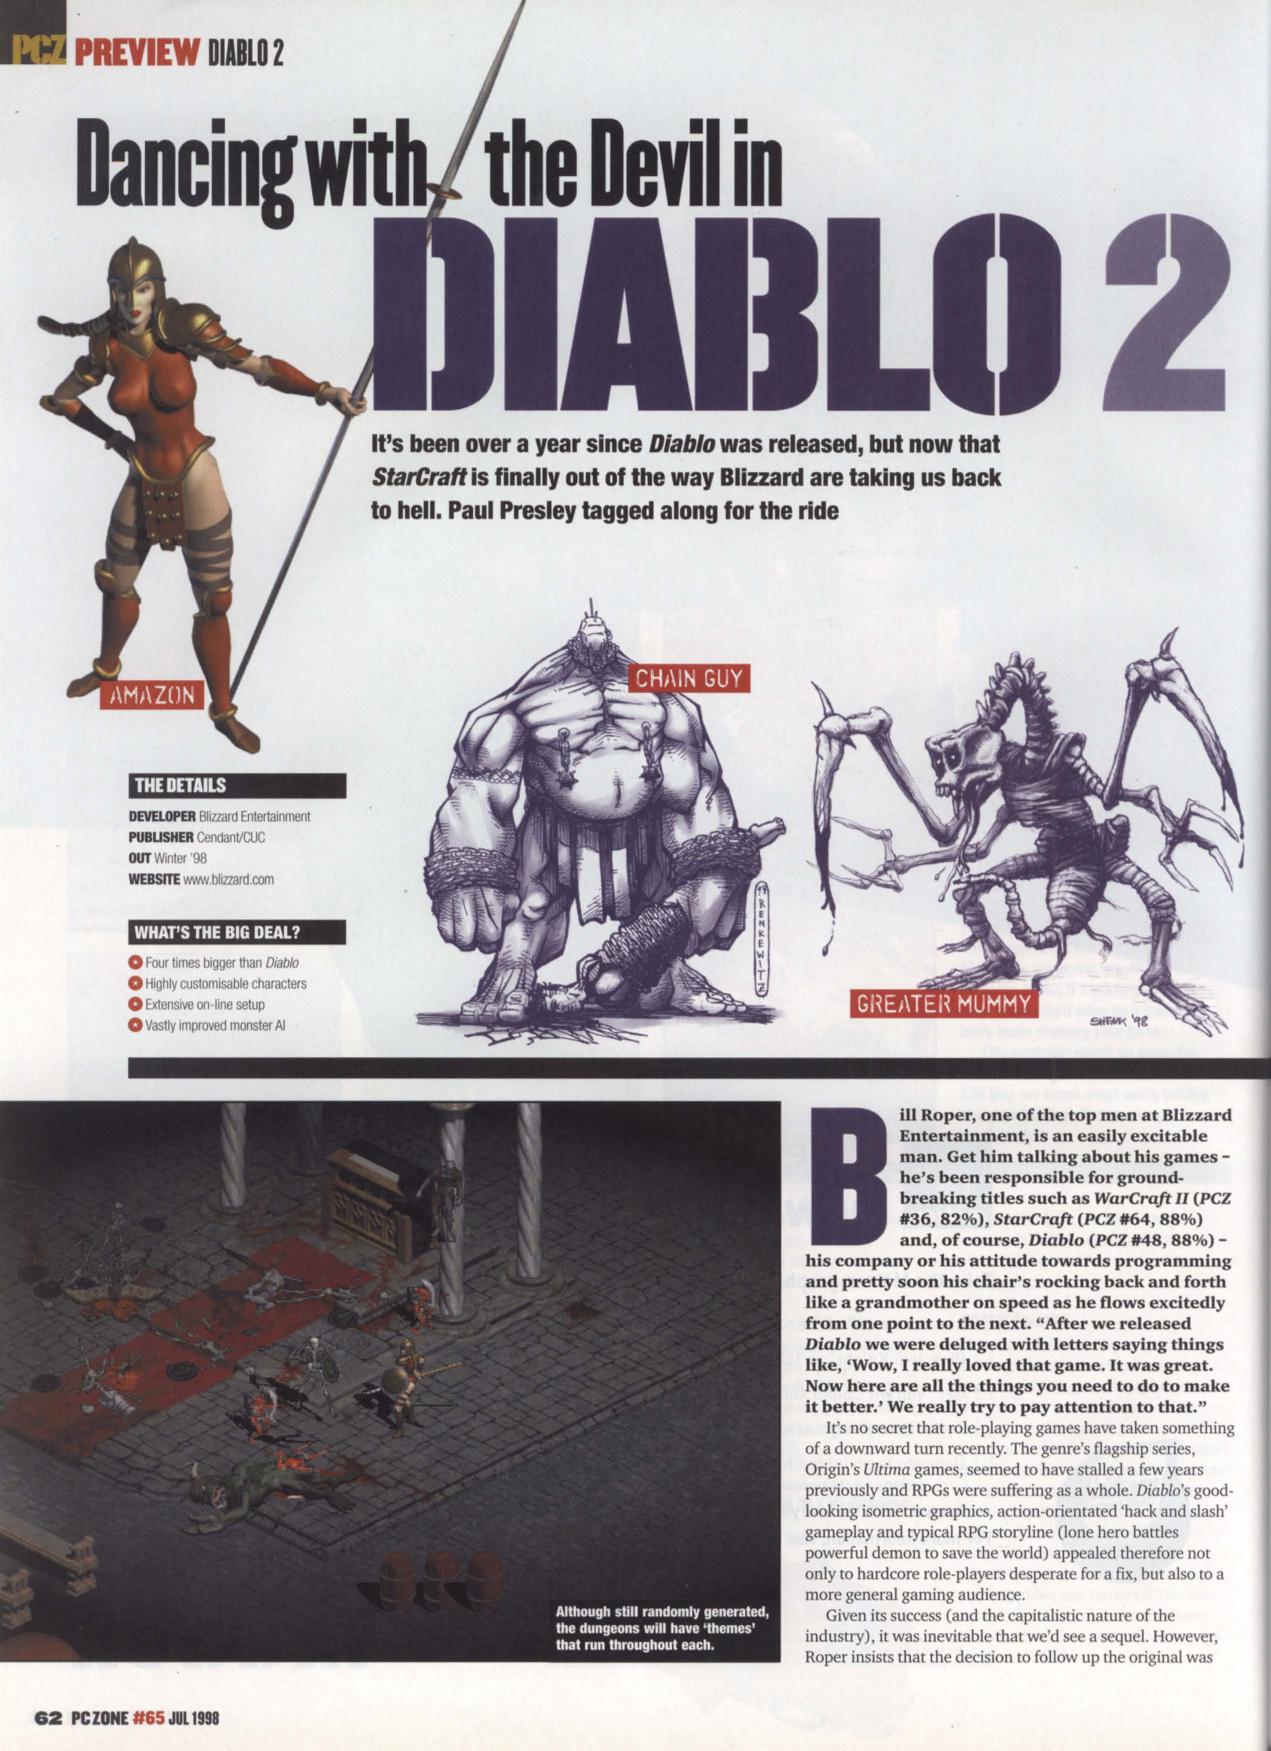 PCZ PREVIEW DIABLO 2
Dancing with the Devil in
DIABLO 2
It's been over a year since Diablo was released, but now that
StarCraft is finally out of the way Blizzard are taking us back
to hell. Paul Presley tagged along for the ride
AMAZON
CHAIN GUY
'97 RENKEWITZ
GREATER MUMMY
SHENK '98
THE DETAILS
DEVELOPER Blizzard Entertainment
PUBLISHER Cendant/CUC
OUT Winter '98
WEBSITE www.blizzard.com
WHAT'S THE BIG DEAL?
Four times bigger than Diablo
Highly customisable characters
Extensive on-line setup
Vastly improved monster AI
Although still randomly generated,
the dungeons will have 'themes'
that run throughout each.
Bill Roper, one of the top men at Blizzard
Entertainment, is an easily excitable
man. Get him talking about his games –
he's been responsible for ground-
breaking titles such as WarCraft II (PCZ
#36, 82%), StarCraft (PCZ #64, 88%)
and, of course, Diablo (PCZ #48, 88%) –
his company or his attitude towards programming
and pretty soon his chair's rocking back and forth
like a grandmother on speed as he flows excitedly
from one point to the next. "After we released
Diablo we were deluged with letters saying things
like, 'Wow, I really loved that game. It was great.
Now here are all the things you need to do to make
it better.' We really try to pay attention to that."
It's no secret that role-playing games have taken something
of a downward turn recently. The genre's flagship series,
Origin's Ultima games, seemed to have stalled a few years
previously and RPGs were suffering as a whole. Diablo's good-
looking isometric graphics, action-orientated 'hack and slash'
gameplay and typical RPG storyline (lone hero battles
powerful demon to save the world) appealed therefore not
only to hardcore role-players desperate for a fix, but also to a
more general gaming audience.
Given its success (and the capitalistic nature of the
industry), it was inevitable that we'd see a sequel. However,
Roper insists that the decision to follow up the original was
62 PC ZONE #65 JUL 1998